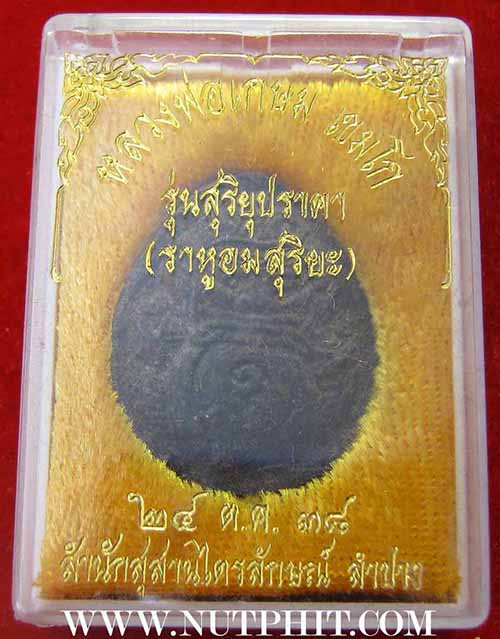 หลวงพ่อเกษม เขมโก
รุ่นสุริยุปราคา
(ราหูอมสุริยะ)
๒๔ ต.ค. ๓๘
สำนักสุสานไตรลักษณ์ ลำปาง
WWW.NUTPHIT.COM